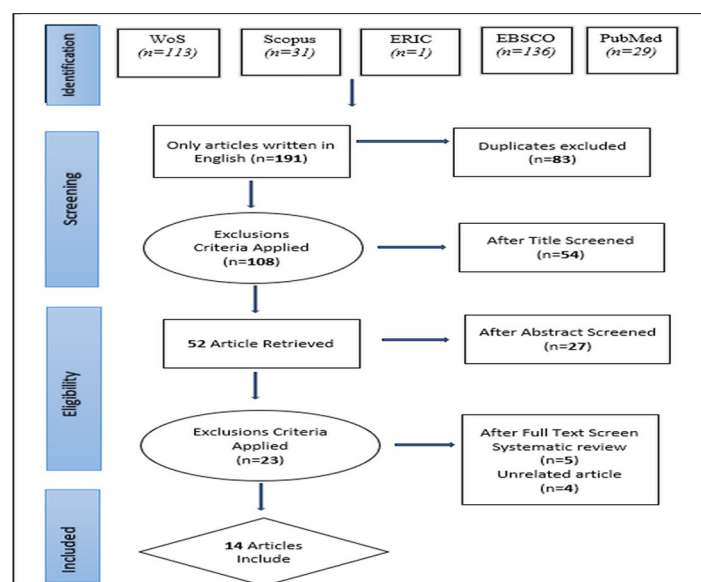 Identification
WoS
(n=113)
Scopus
(n=31)
ERIC
(n=1)
EBSCO
(n=136)
PubMed
(n=29)
Screening
Only articles written in
English (n=191)
Duplicates excluded
(n=83)
Exclusions
Criteria Applied
(n=108)
After Title Screened
(n=54)
Eligibility
52 Article Retrieved
After Abstract Screened
(n=27)
Exclusions Criteria
Applied
(n=23)
After Full Text Screen
Systematic review
(n=5)
Unrelated article
(n=4)
Included
14 Articles
Include